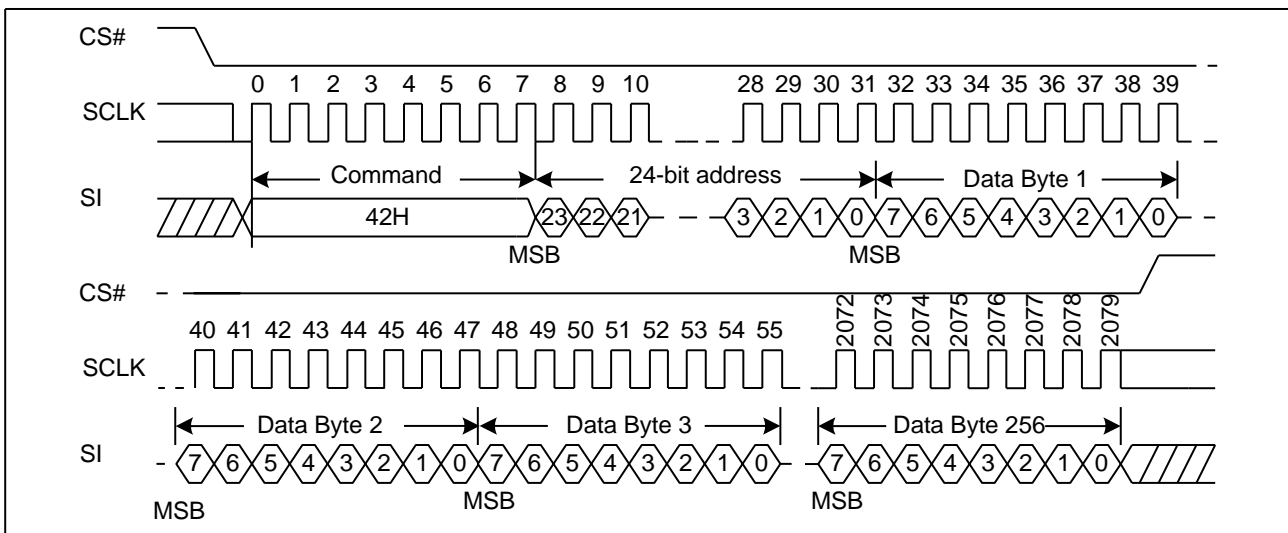 CS#
0 1 2 3 4 5 6 7 8 9 10 28 29 30 31 32 33 34 35 36 37 38 39
SCLK
Command 24-bit address Data Byte 1
SI
42H 23 22 21 3 2 1 0 7 6 5 4 3 2 1 0
MSB MSB
CS#
40 41 42 43 44 45 46 47 48 49 50 51 52 53 54 55 2072 2073 2074 2075 2076 2077 2078 2079
SCLK
Data Byte 2 Data Byte 3 Data Byte 256
SI
7 6 5 4 3 2 1 0 7 6 5 4 3 2 1 0 7 6 5 4 3 2 1 0
MSB MSB MSB